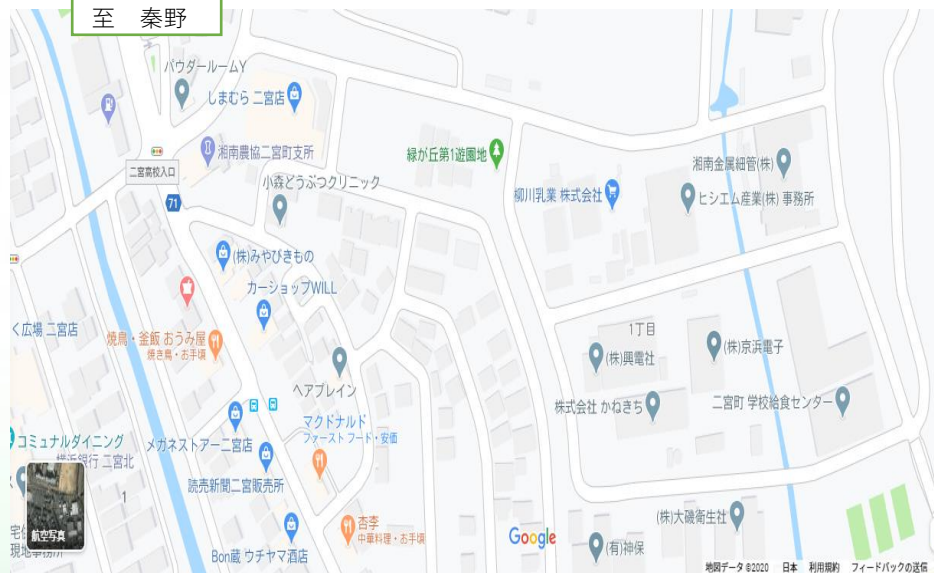 至 秦野
パウダールームY
しまむら 二宮店
湘南農協二宮町支所
二宮高校入口
小森どうぶつクリニック
緑が丘第1遊園地
柳川乳業 株式会社
湘南金属細管(株)
ヒシエム産業(株) 事務所
71
(株)みやびきもの
カーショップWILL
く広場 二宮店
焼鳥・釜飯 おうみ屋
焼き鳥・お手頃
ヘアブレイン
1丁目
(株)興電社
(株)京浜電子
株式会社 かねきち
二宮町 学校給食センター
マクドナルド
ファースト フード・安価
コミュナルダイニング
横浜銀行 二宮北
メガネストアー二宮店
読売新聞二宮販売所
1
航空写真
杏李
中華料理・お手頃
Bon蔵 ウチヤマ酒店
Google
(株)大磯衛生社
(有)神保
地図データ ©2020 日本 利用規約 フィードバックの送信